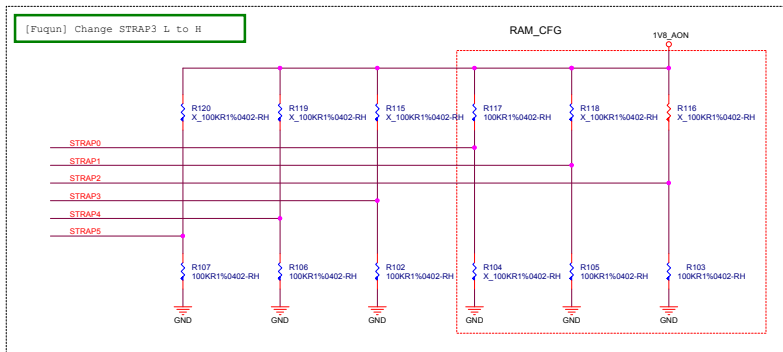 [Fuqun] Change STRAP3 L to H
RAM_CFG
1V8_AON
R120
X_100KR1%0402-RH
R119
X_100KR1%0402-RH
R115
X_100KR1%0402-RH
R117
100KR1%0402-RH
R118
X_100KR1%0402-RH
R116
X_100KR1%0402-RH
STRAP0
STRAP1
STRAP2
STRAP3
STRAP4
STRAP5
R107
100KR1%0402-RH
R106
100KR1%0402-RH
R102
100KR1%0402-RH
R104
X_100KR1%0402-RH
R105
100KR1%0402-RH
R103
100KR1%0402-RH
GND
GND
GND
GND
GND
GND